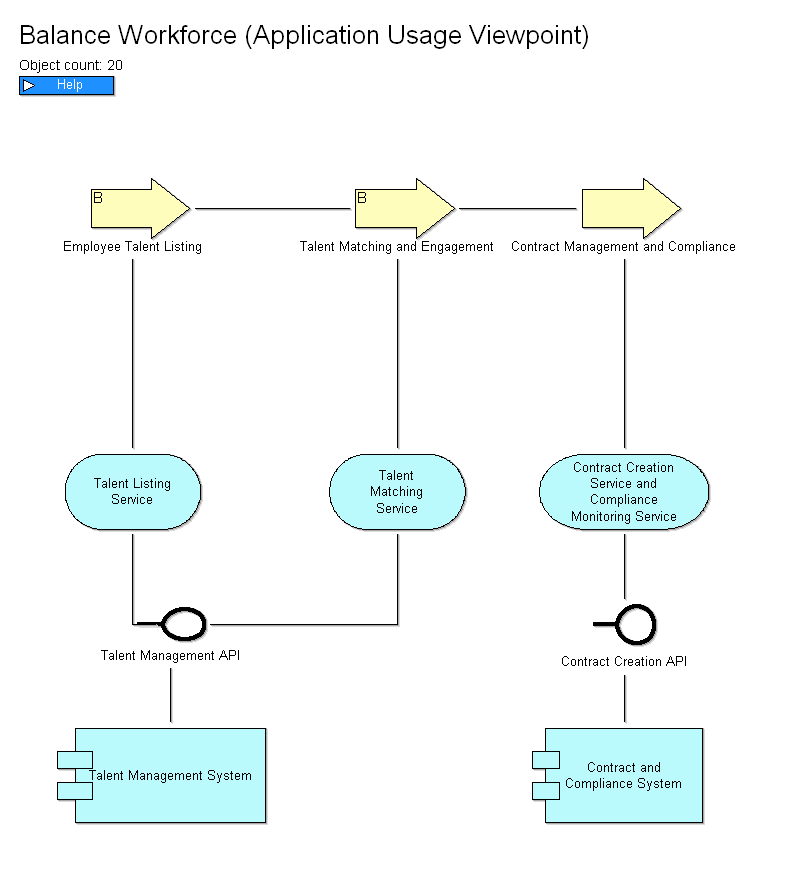 Balance Workforce (Application Usage Viewpoint)
Object count: 20
Help
B
B
Employee Talent Listing
Talent Matching and Engagement
Contract Management and Compliance
Talent Listing
Service
Talent
Matching
Service
Contract Creation
Service and
Compliance
Monitoring Service
Talent Management API
Contract Creation API
Talent Management System
Contract and
Compliance System